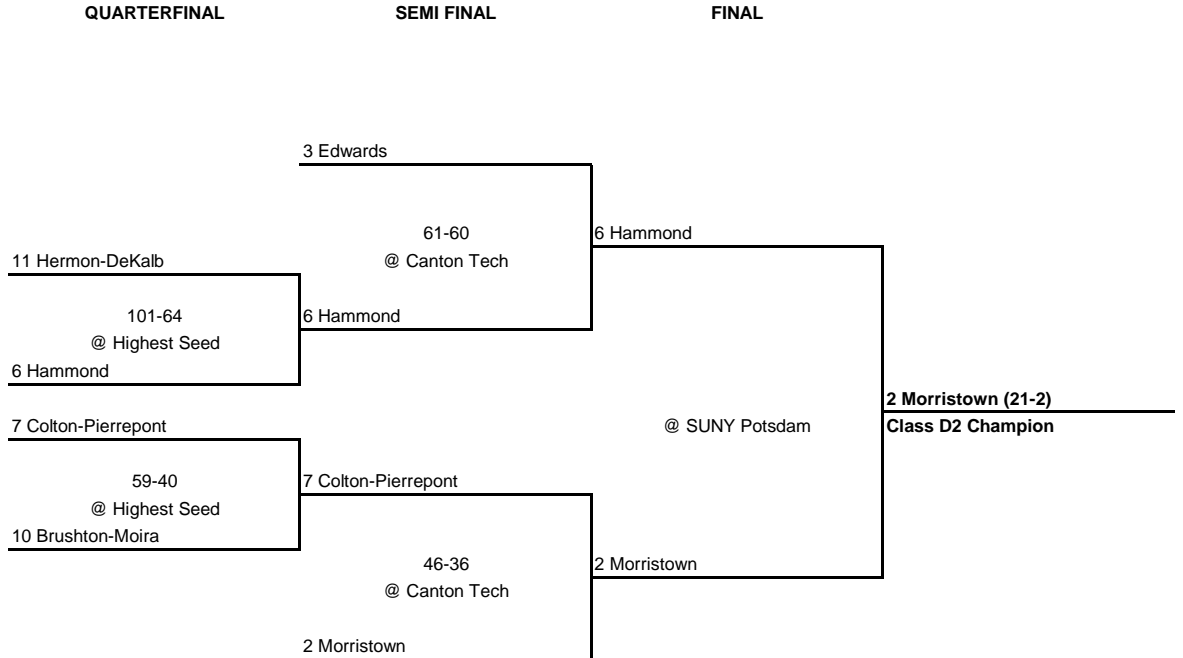 QUARTERFINAL SEMI FINAL FINAL
3 Edwards
61-60 6 Hammond
11 Hermon-DeKalb @ Canton Tech
101-64 6 Hammond
@ Highest Seed
6 Hammond
2 Morristown (21-2)
7 Colton-Pierrepont @ SUNY Potsdam Class D2 Champion
59-40 7 Colton-Pierrepont
@ Highest Seed
10 Brushton-Moira
46-36 2 Morristown
@ Canton Tech
2 Morristown